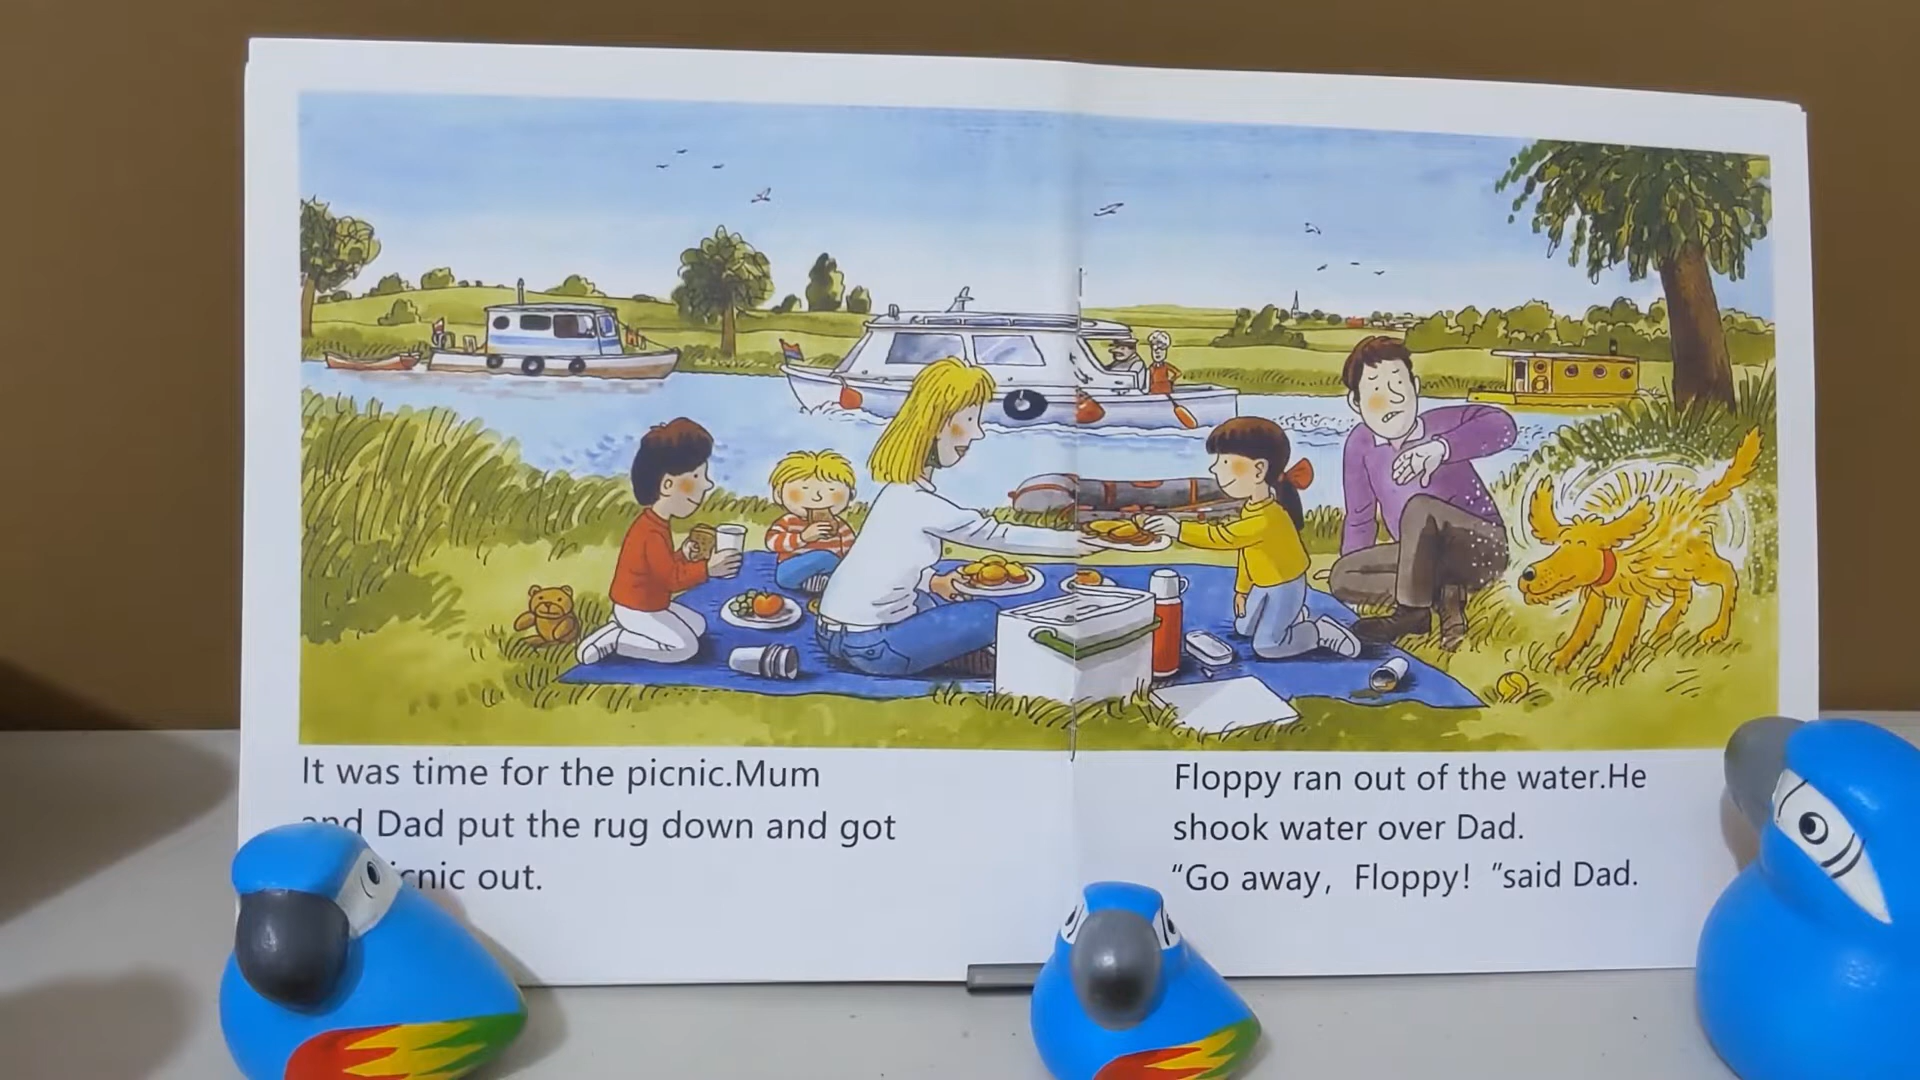 It was time for the picnic.Mum
and Dad put the rug down and got
out.
Floppy ran out of the water.He
shook water over Dad.
“Go away, Floppy! ”said Dad.